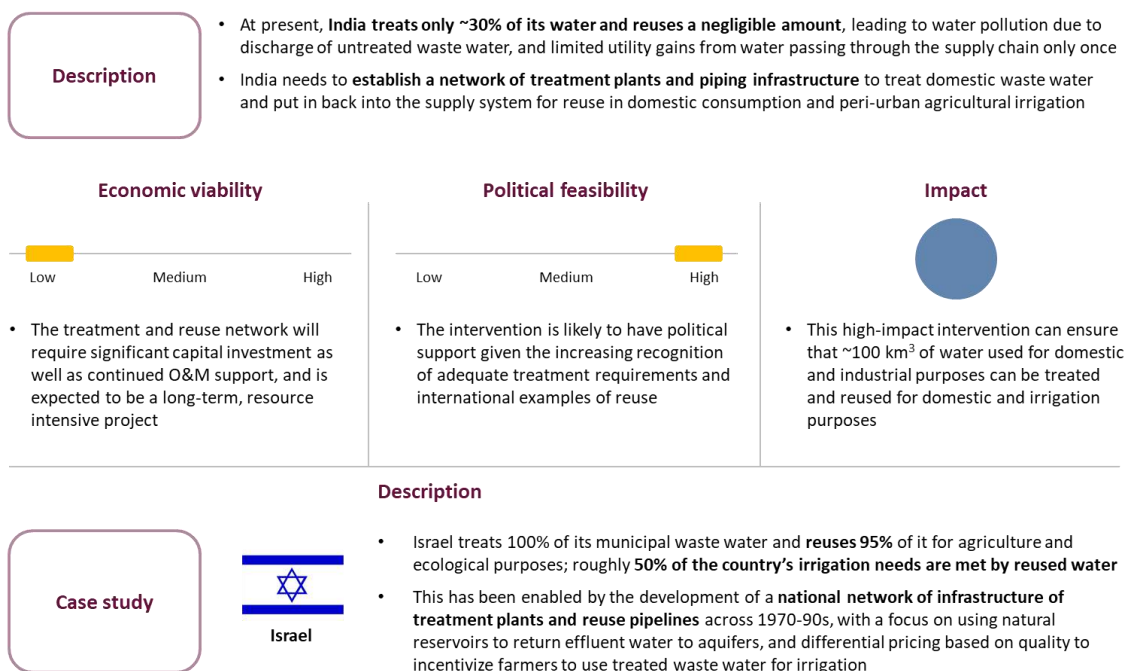 Description
• At present, India treats only ~30% of its water and reuses a negligible amount, leading to water pollution due to
discharge of untreated waste water, and limited utility gains from water passing through the supply chain only once
• India needs to establish a network of treatment plants and piping infrastructure to treat domestic waste water
and put in back into the supply system for reuse in domestic consumption and peri-urban agricultural irrigation
Economic viability
Low Medium High
• The treatment and reuse network will
require significant capital investment as
well as continued O&M support, and is
expected to be a long-term, resource
intensive project
Political feasibility
Low Medium High
• The intervention is likely to have political
support given the increasing recognition
of adequate treatment requirements and
international examples of reuse
Impact
• This high-impact intervention can ensure
that ~100 km³ of water used for domestic
and industrial purposes can be treated
and reused for domestic and irrigation
purposes
Case study
Israel
Description
• Israel treats 100% of its municipal waste water and reuses 95% of it for agriculture and
ecological purposes; roughly 50% of the country's irrigation needs are met by reused water
• This has been enabled by the development of a national network of infrastructure of
treatment plants and reuse pipelines across 1970-90s, with a focus on using natural
reservoirs to return effluent water to aquifers, and differential pricing based on quality to
incentivize farmers to use treated waste water for irrigation